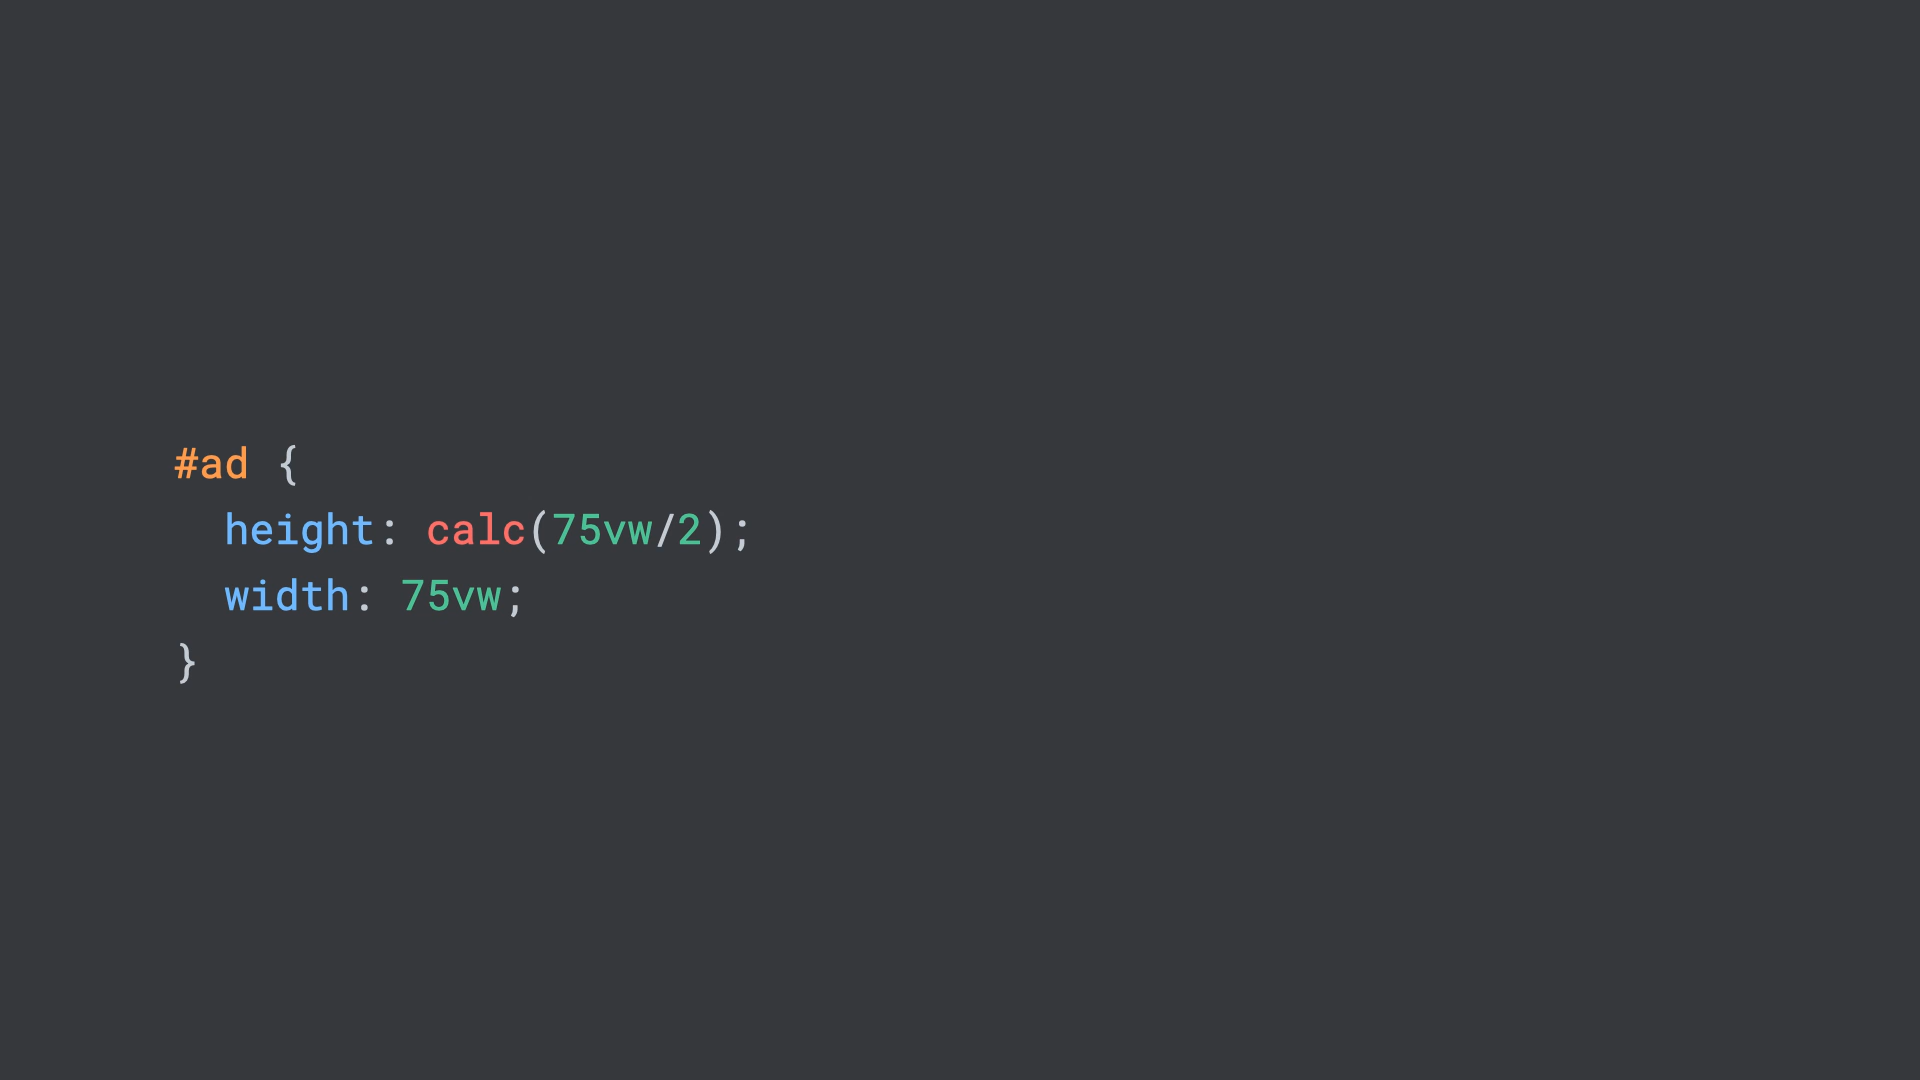 #ad {
  height: calc(75vw/2);
  width: 75vw;
}